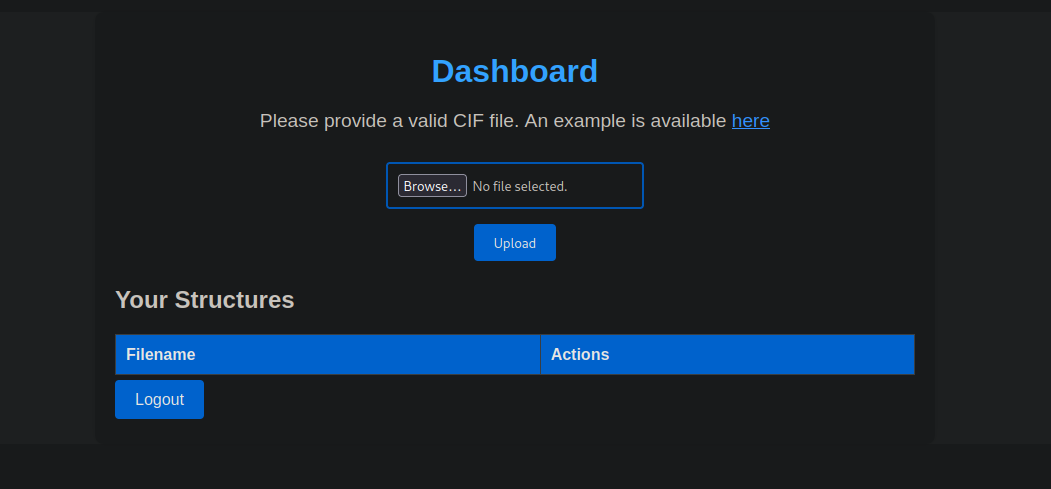 Dashboard
Please provide a valid CIF file. An example is available here
Browse... No file selected.
Upload
Your Structures
Filename Actions
Logout